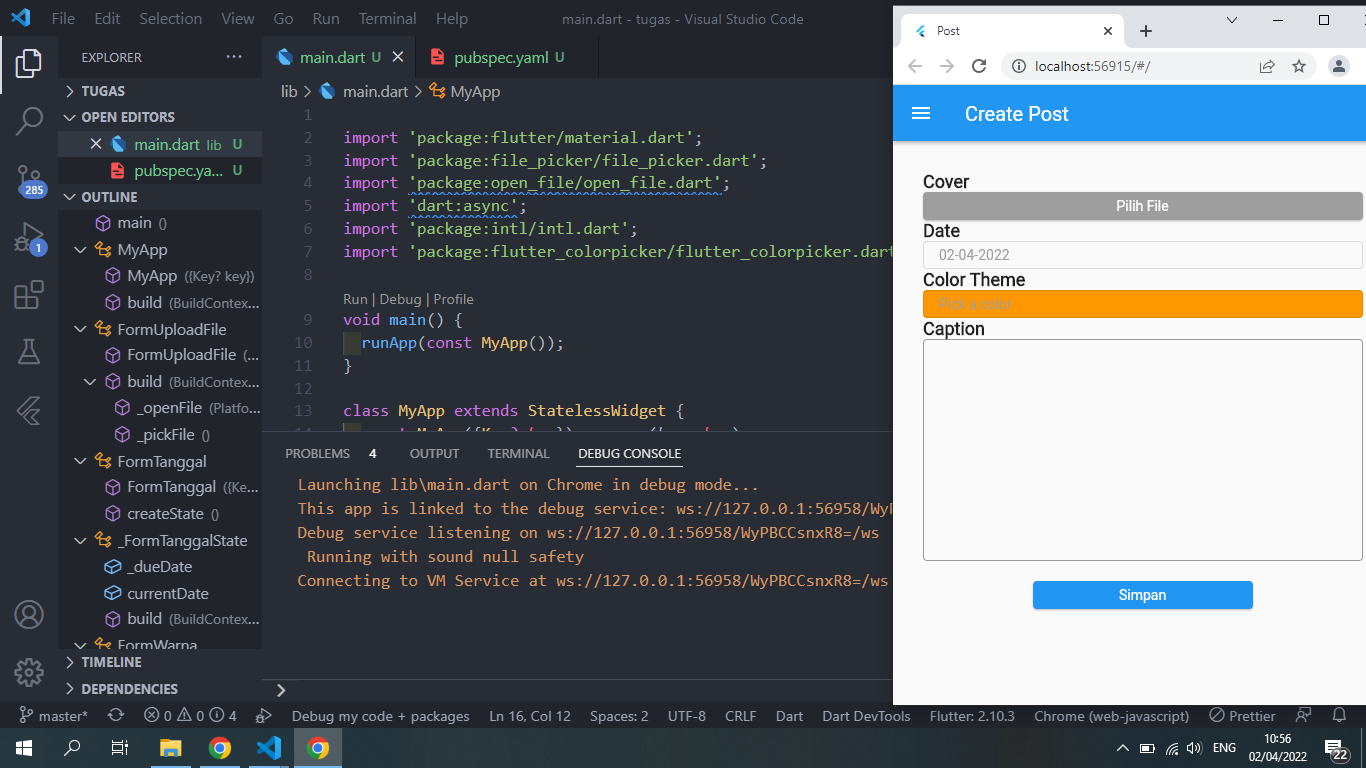 File Edit Selection View Go Run Terminal Help main.dart - tugas - Visual Studio Code
EXPLORER ...
TUGAS
OPEN EDITORS
main.dart lib U
pubspec.ya... U
OUTLINE
main ()
MyApp
MyApp ({Key? key})
build (BuildContex...
FormUploadFile
FormUploadFile (...
build (BuildContex...
_openFile (Platfo...
_pickFile ()
FormTanggal
FormTanggal ({Ke...
createState ()
_FormTanggalState
_dueDate
currentDate
build (BuildContex...
FormWarna
TIMELINE
DEPENDENCIES
285
1
main.dart U
pubspec.yaml U
lib > main.dart > MyApp
1
2 import 'package:flutter/material.dart';
3 import 'package:file_picker/file_picker.dart';
4 import 'package:open_file/open_file.dart';
5 import 'dart:async';
6 import 'package:intl/intl.dart';
7 import 'package:flutter_colorpicker/flutter_colorpicker.dart
8
Run | Debug | Profile
9 void main() {
10 runApp(const MyApp());
11 }
12
13 class MyApp extends StatelessWidget {
PROBLEMS 4 OUTPUT TERMINAL DEBUG CONSOLE
Launching lib\main.dart on Chrome in debug mode...
This app is linked to the debug service: ws://127.0.0.1:56958/WyP
Debug service listening on ws://127.0.0.1:56958/WyPBCCsnxR8=/ws
Running with sound null safety
Connecting to VM Service at ws://127.0.0.1:56958/WyPBCCsnxR8=/ws
master* 0 0 4 Debug my code + packages Ln 16, Col 12 Spaces: 2 UTF-8 CRLF Dart Dart DevTools Flutter: 2.10.3 Chrome (web-javascript) Prettier
Post
localhost:56915/#/
Create Post
Cover
Pilih File
Date
02-04-2022
Color Theme
Pick a color
Caption
Simpan
ENG
10:56
02/04/2022
22